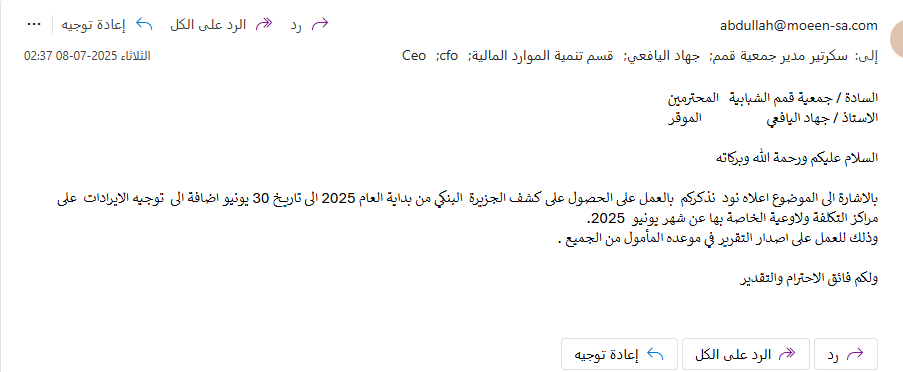 abdullah@moeen-sa.com
رد الرد على الكل إعادة توجيه ...
إلى: سكرتير مدير جمعية قمم; جهاد اليافعي; قسم تنمية الموارد المالية; cfo; Ceo
الثلاثاء 2025-07-08 02:37
السادة / جمعية قمم الشبابية المحترمين
الاستاذ / جهاد اليافعي الموقر
السلام عليكم ورحمة الله وبركاته
بالاشارة الى الموضوع اعلاه نود نذكركم بالعمل على الحصول على كشف الجزيرة البنكي من بداية العام 2025 الى تاريخ 30 يونيو اضافة الى توجيه الايرادات على
مراكز التكلفة ولاوعية الخاصة بها عن شهر يونيو 2025.
وذلك للعمل على اصدار التقرير في موعده المأمول من الجميع .
ولكم فائق الاحترام والتقدير
رد الرد على الكل إعادة توجيه